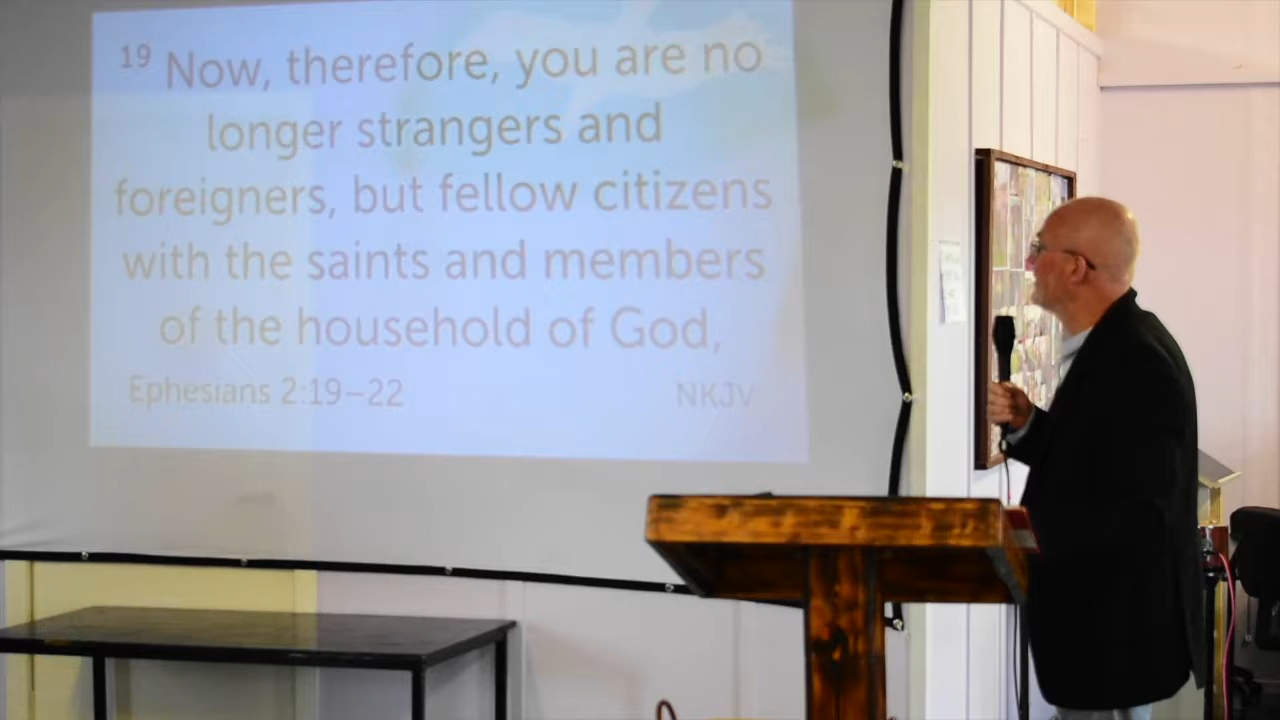 19 Now, therefore, you are no
longer strangers and
foreigners, but fellow citizens
with the saints and members
of the household of God,
Ephesians 2:19–22 NKJV